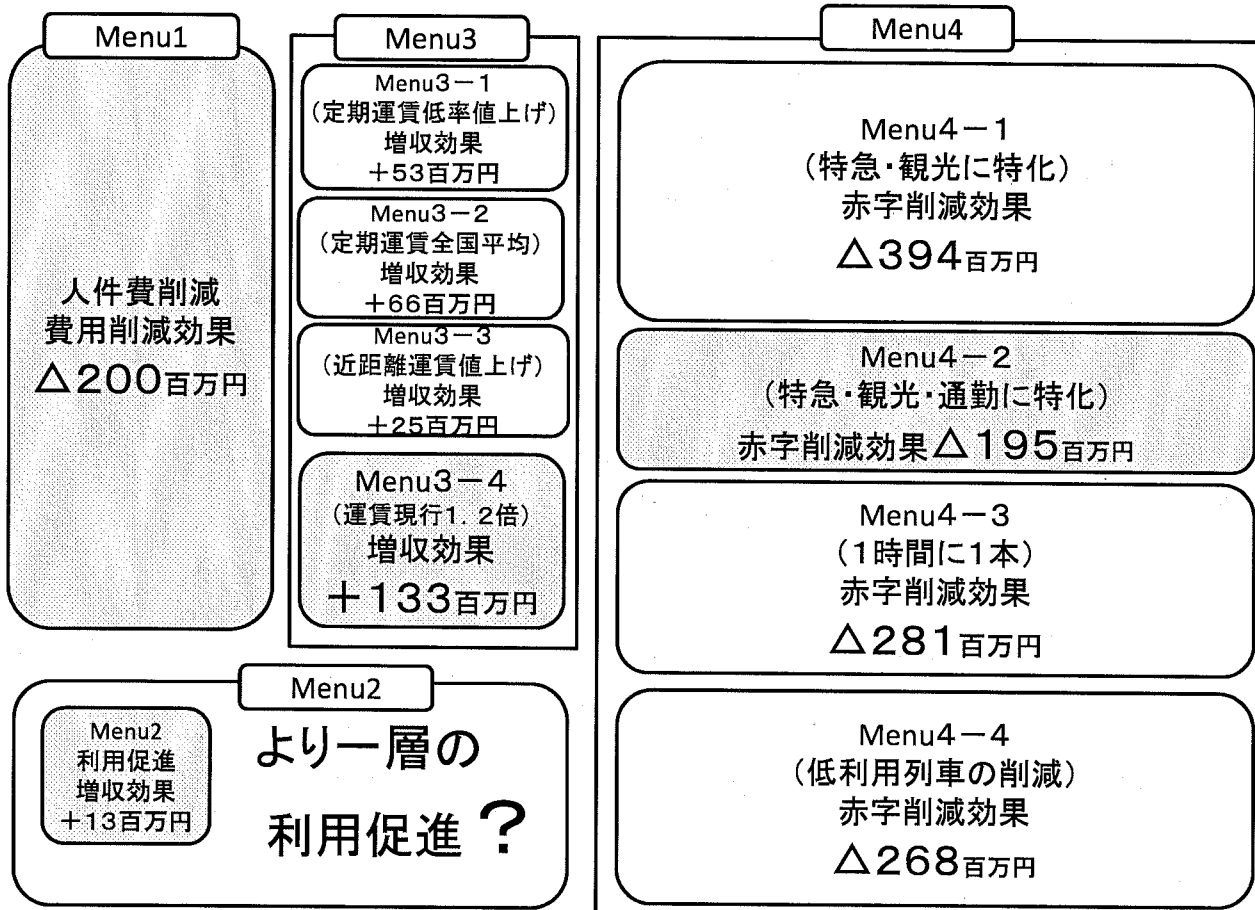 Menu1
人件費削減
費用削減効果
△200百万円
Menu3
Menu3－1
(定期運賃低率値上げ)
増収効果
＋53百万円
Menu3－2
(定期運賃全国平均)
増収効果
＋66百万円
Menu3－3
(近距離運賃値上げ)
増収効果
＋25百万円
Menu3－4
(運賃現行1．2倍)
増収効果
＋133百万円
Menu2
Menu2
利用促進
増収効果
＋13百万円
より一層の
利用促進？
Menu4
Menu4－1
(特急・観光に特化)
赤字削減効果
△394百万円
Menu4－2
(特急・観光・通勤に特化)
赤字削減効果△195百万円
Menu4－3
(1時間に1本)
赤字削減効果
△281百万円
Menu4－4
(低利用列車の削減)
赤字削減効果
△268百万円